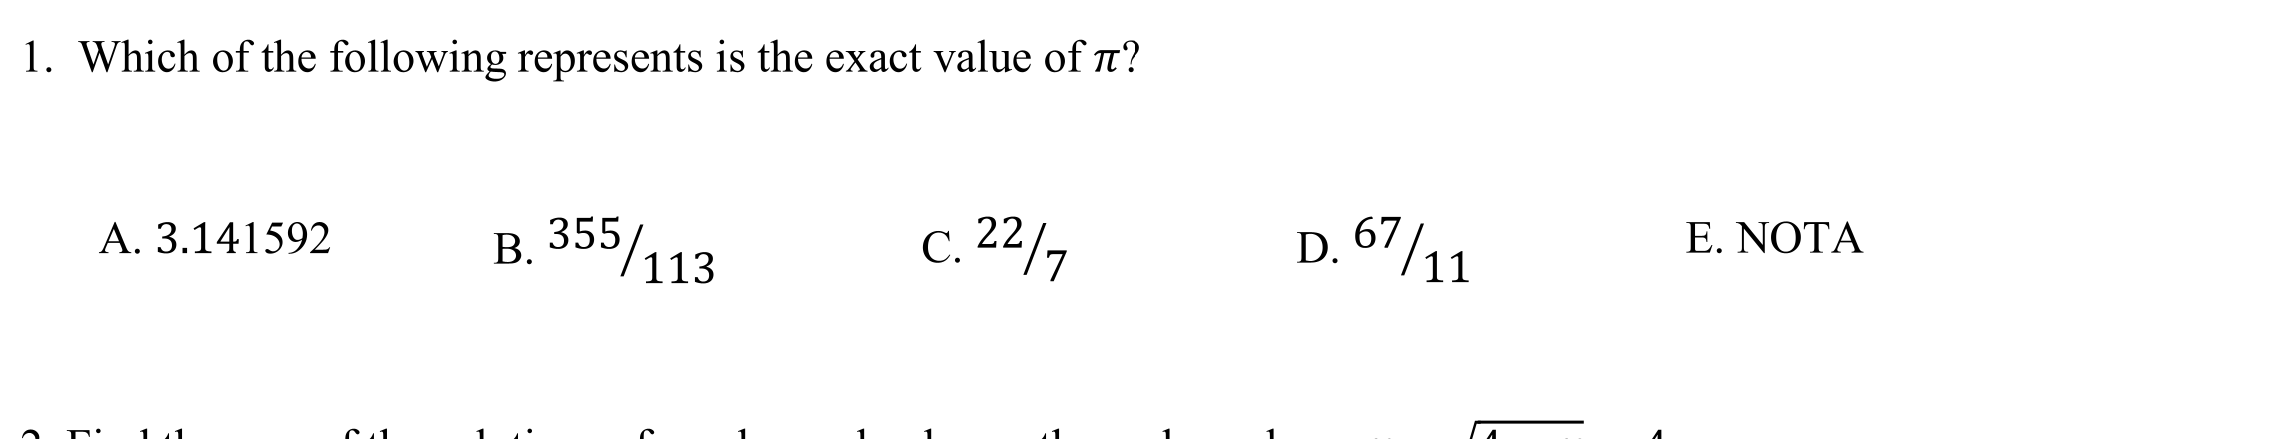 1. Which of the following represents is the exact value of π?
A. 3.141592 B. 355/113 C. 22/7 D. 67/11 E. NOTA